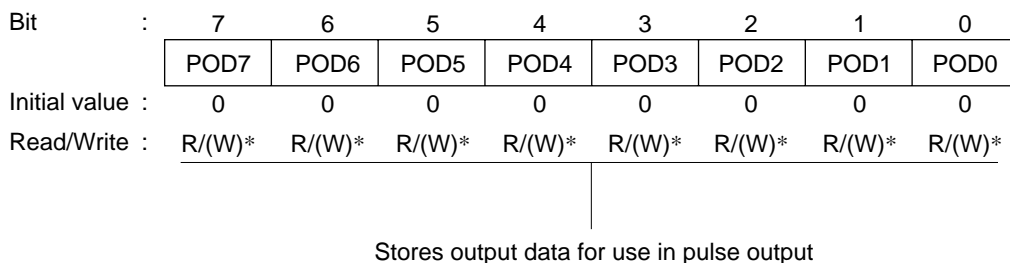 Bit : 7 6 5 4 3 2 1 0
POD7 POD6 POD5 POD4 POD3 POD2 POD1 POD0
Initial value : 0 0 0 0 0 0 0 0
Read/Write : R/(W)* R/(W)* R/(W)* R/(W)* R/(W)* R/(W)* R/(W)* R/(W)*
Stores output data for use in pulse output